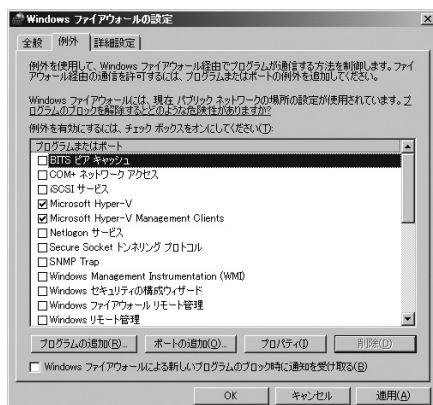 Windows ファイアウォールの設定
全般 例外 詳細設定
例外を使用して、Windows ファイアウォール経由でプログラムが通信する方法を制御します。ファイ
アウォール経由の通信を許可するには、プログラムまたはポートの例外を追加してください。
Windows ファイアウォールには、現在 パブリック ネットワークの場所の設定が使用されています。プ
ログラムのブロックを解除するとどのような危険性がありますか?
例外を有効にするには、チェック ボックスをオンにしてください(T):
プログラムまたはポート
BITS ピア キャッシュ
COM+ ネットワーク アクセス
iSCSI サービス
Microsoft Hyper-V
Microsoft Hyper-V Management Clients
Netlogon サービス
Secure Socket トンネリング プロトコル
SNMP Trap
Windows Management Instrumentation (WMI)
Windows セキュリティの構成ウィザード
Windows ファイアウォール リモート管理
Windows リモート管理
プログラムの追加(R)... ポートの追加(O)... プロパティ(I) 削除(D)
Windows ファイアウォールによる新しいプログラムのブロック時に通知を受け取る(B)
OK キャンセル 適用(A)